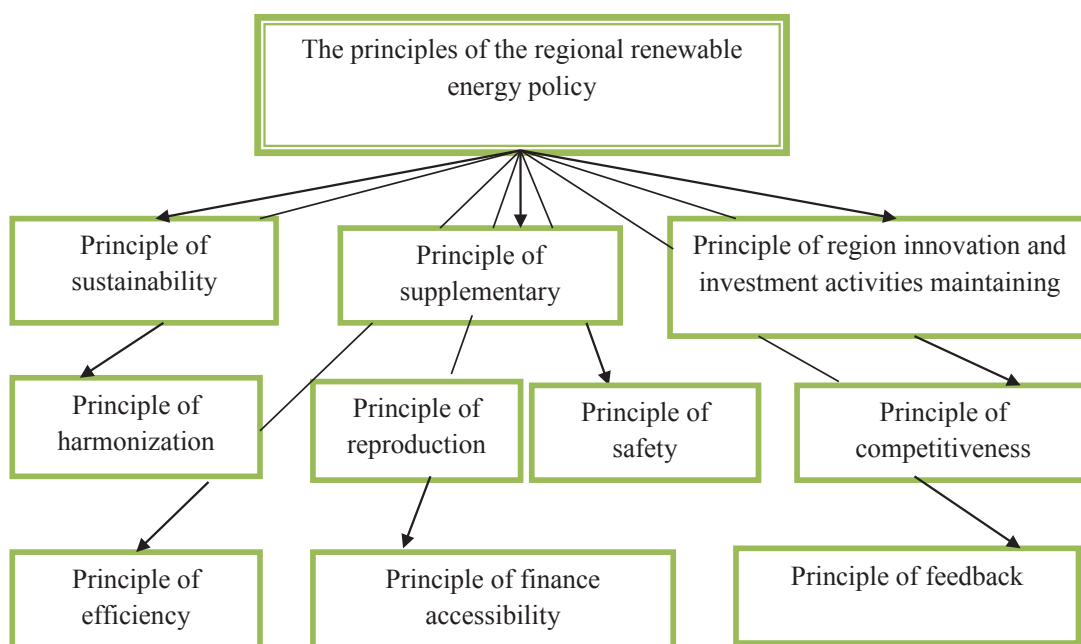 The principles of the regional renewable
energy policy
Principle of
sustainability
Principle of
supplementary
Principle of region innovation and
investment activities maintaining
Principle of
harmonization
Principle of
reproduction
Principle of
safety
Principle of
competitiveness
Principle of
efficiency
Principle of finance
accessibility
Principle of feedback